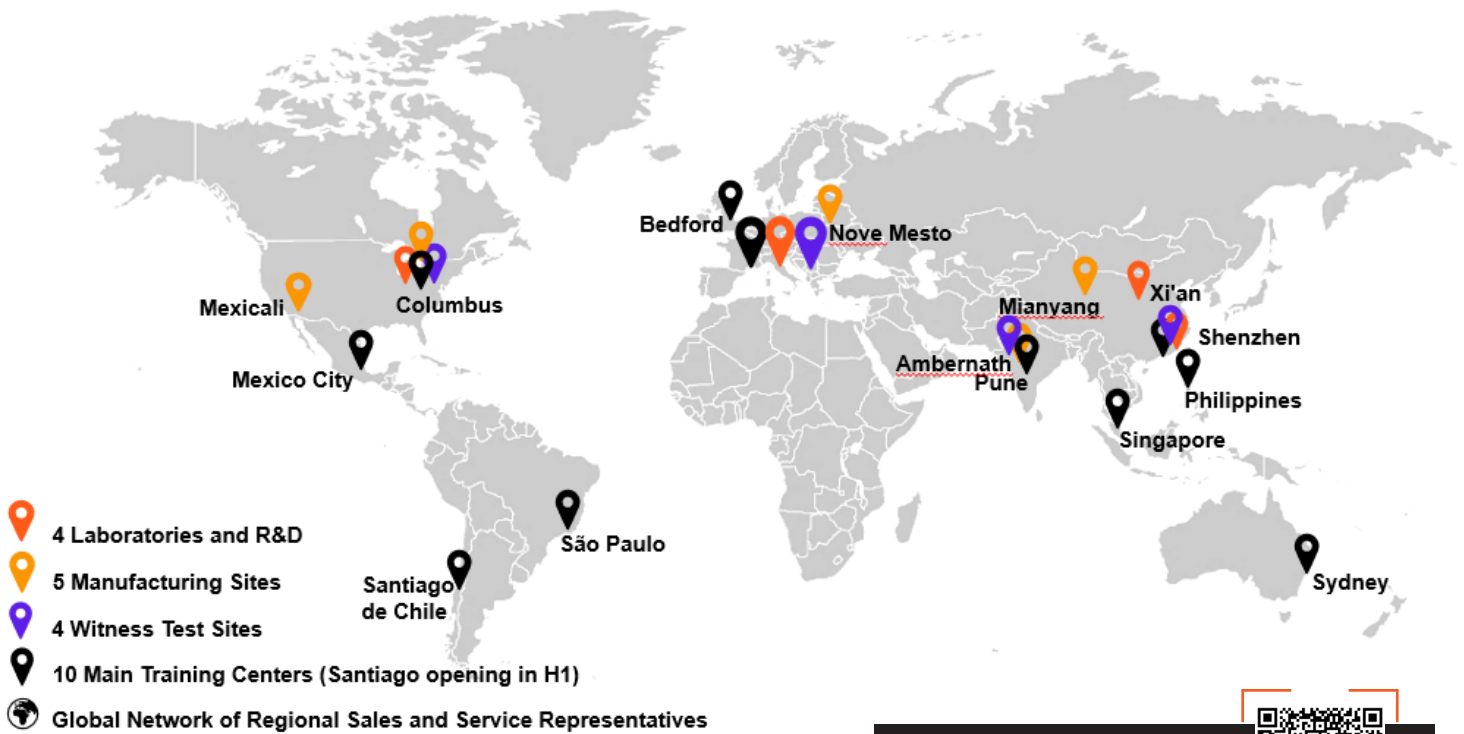 Bedford
Nove Mesto
Mexicali
Columbus
Mianyang
Xi'an
Shenzhen
Ambernath
Pune
Mexico City
Philippines
Singapore
4 Laboratories and R&D
São Paulo
5 Manufacturing Sites
Santiago
de Chile
Sydney
4 Witness Test Sites
10 Main Training Centers (Santiago opening in H1)
Global Network of Regional Sales and Service Representatives